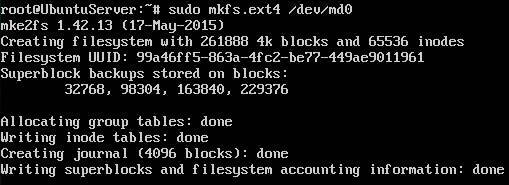 root@UbuntuServer:~# sudo mkfs.ext4 /dev/md0
mke2fs 1.42.13 (17-May-2015)
Creating filesystem with 261888 4k blocks and 65536 inodes
Filesystem UUID: 99a46ff5-863a-4fc2-be77-449ae9011961
Superblock backups stored on blocks:
32768, 98304, 163840, 229376
Allocating group tables: done
Writing inode tables: done
Creating journal (4096 blocks): done
Writing superblocks and filesystem accounting information: done